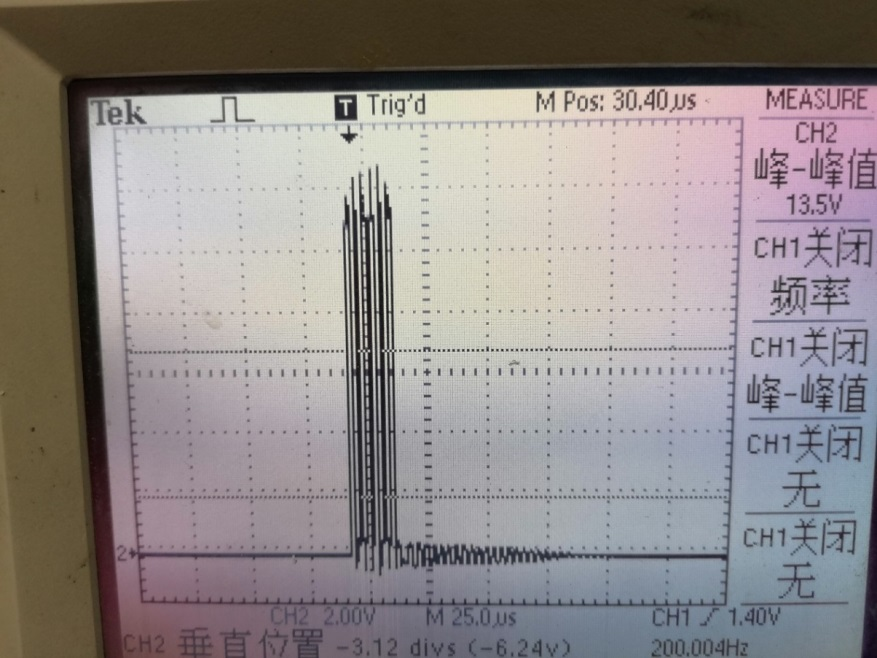 Tek T Trig'd M Pos: 30.40µs MEASURE
CH2
峰-峰值
13.5V
CH1关闭
频率
CH1关闭
峰-峰值
CH1关闭
无
CH1关闭
无
2
CH2 2.00V M 25.0µs CH1 1.40V
CH2 垂直位置 -3.12 divs (-6.24v) 200.004Hz